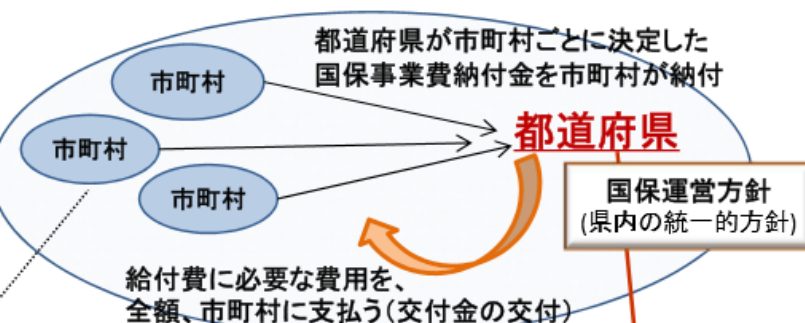 都道府県が市町村ごとに決定した
国保事業費納付金を市町村が納付
市町村
市町村
市町村
都道府県
国保運営方針
(県内の統一的方針)
給付費に必要な費用を、
全額、市町村に支払う(交付金の交付)